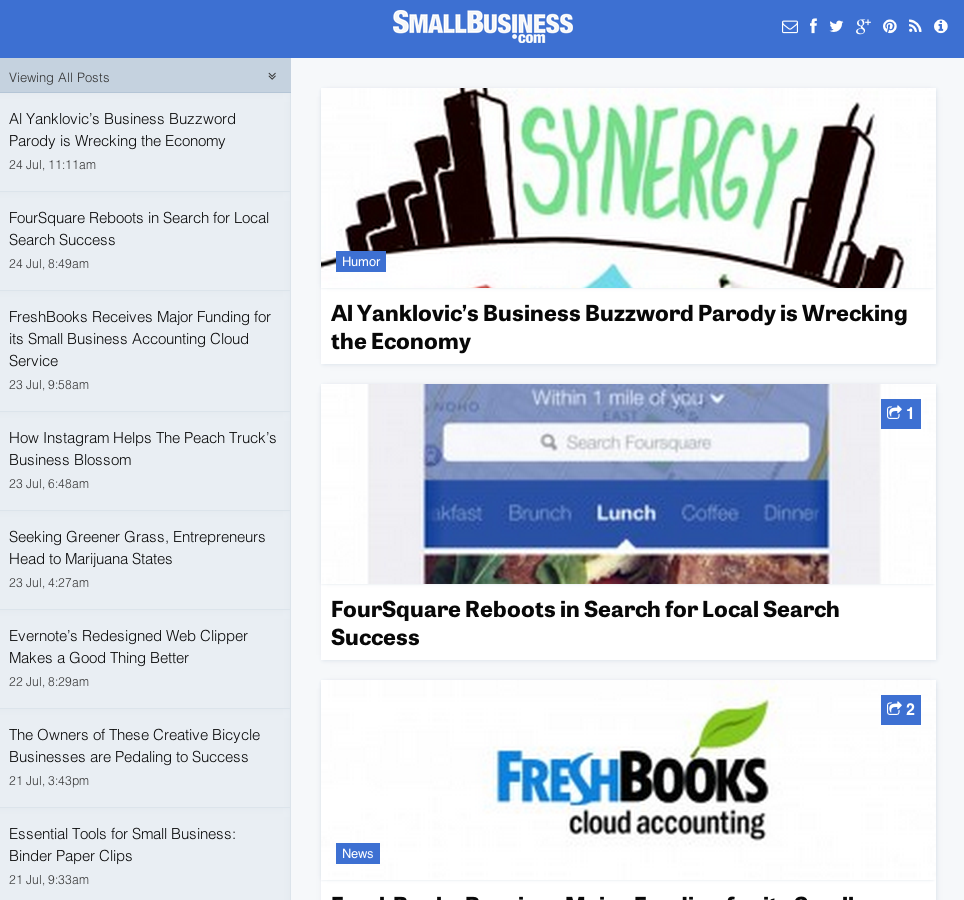 SMALLBUSINESS
.com
Viewing All Posts
Al Yanklovic’s Business Buzzword
Parody is Wrecking the Economy
24 Jul, 11:11am
FourSquare Reboots in Search for Local
Search Success
24 Jul, 8:49am
FreshBooks Receives Major Funding for
its Small Business Accounting Cloud
Service
23 Jul, 9:58am
How Instagram Helps The Peach Truck’s
Business Blossom
23 Jul, 6:48am
Seeking Greener Grass, Entrepreneurs
Head to Marijuana States
23 Jul, 4:27am
Evernote’s Redesigned Web Clipper
Makes a Good Thing Better
22 Jul, 8:29am
The Owners of These Creative Bicycle
Businesses are Pedaling to Success
21 Jul, 3:43pm
Essential Tools for Small Business:
Binder Paper Clips
21 Jul, 9:33am
SYNERGY
Humor
Al Yanklovic’s Business Buzzword Parody is Wrecking
the Economy
Within 1 mile of you
1
NOHO
EAST
Search Foursquare
akfast Brunch Lunch Coffee Dinner
FourSquare Reboots in Search for Local Search
Success
2
FRESHBOOKS
cloud accounting
News
FreshBooks Receives Major Funding for its Small